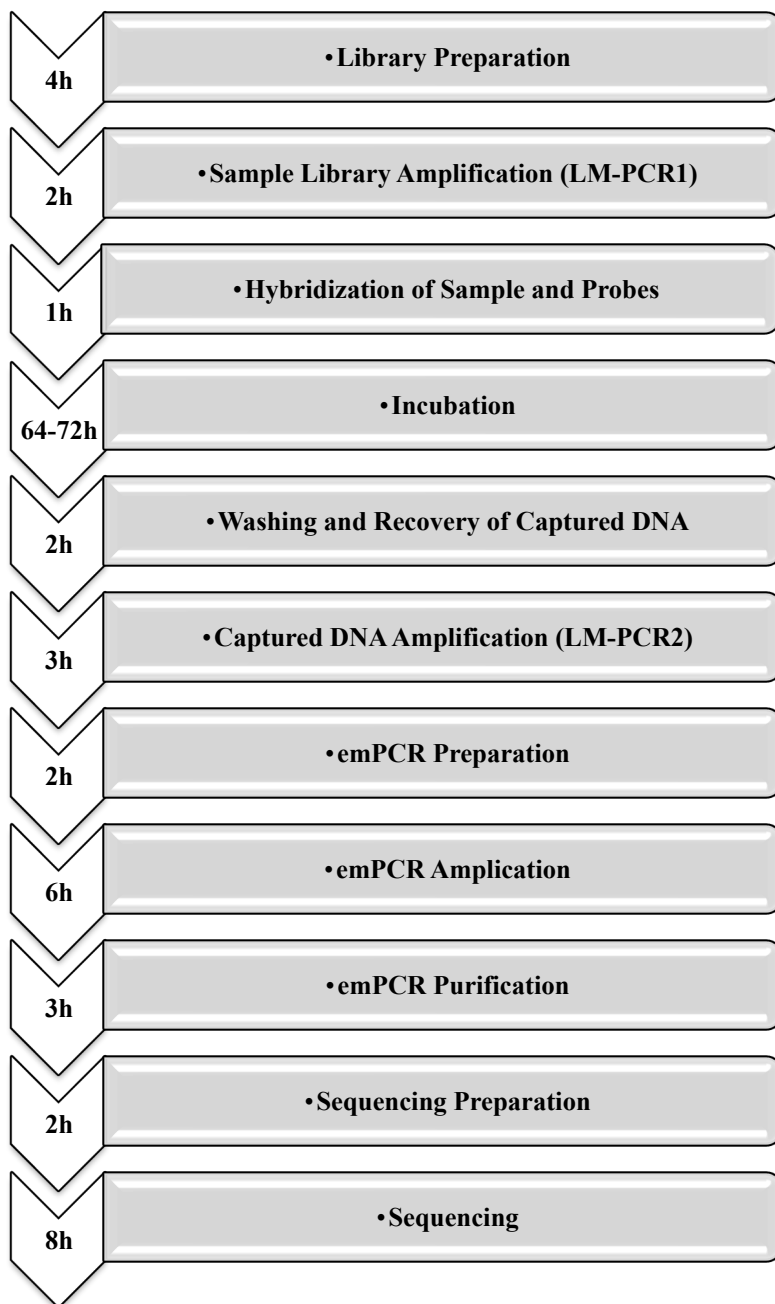 •Library Preparation
4h
•Sample Library Amplification (LM-PCR1)
2h
•Hybridization of Sample and Probes
1h
•Incubation
64-72h
•Washing and Recovery of Captured DNA
2h
•Captured DNA Amplification (LM-PCR2)
3h
•emPCR Preparation
2h
•emPCR Amplication
6h
•emPCR Purification
3h
•Sequencing Preparation
2h
•Sequencing
8h